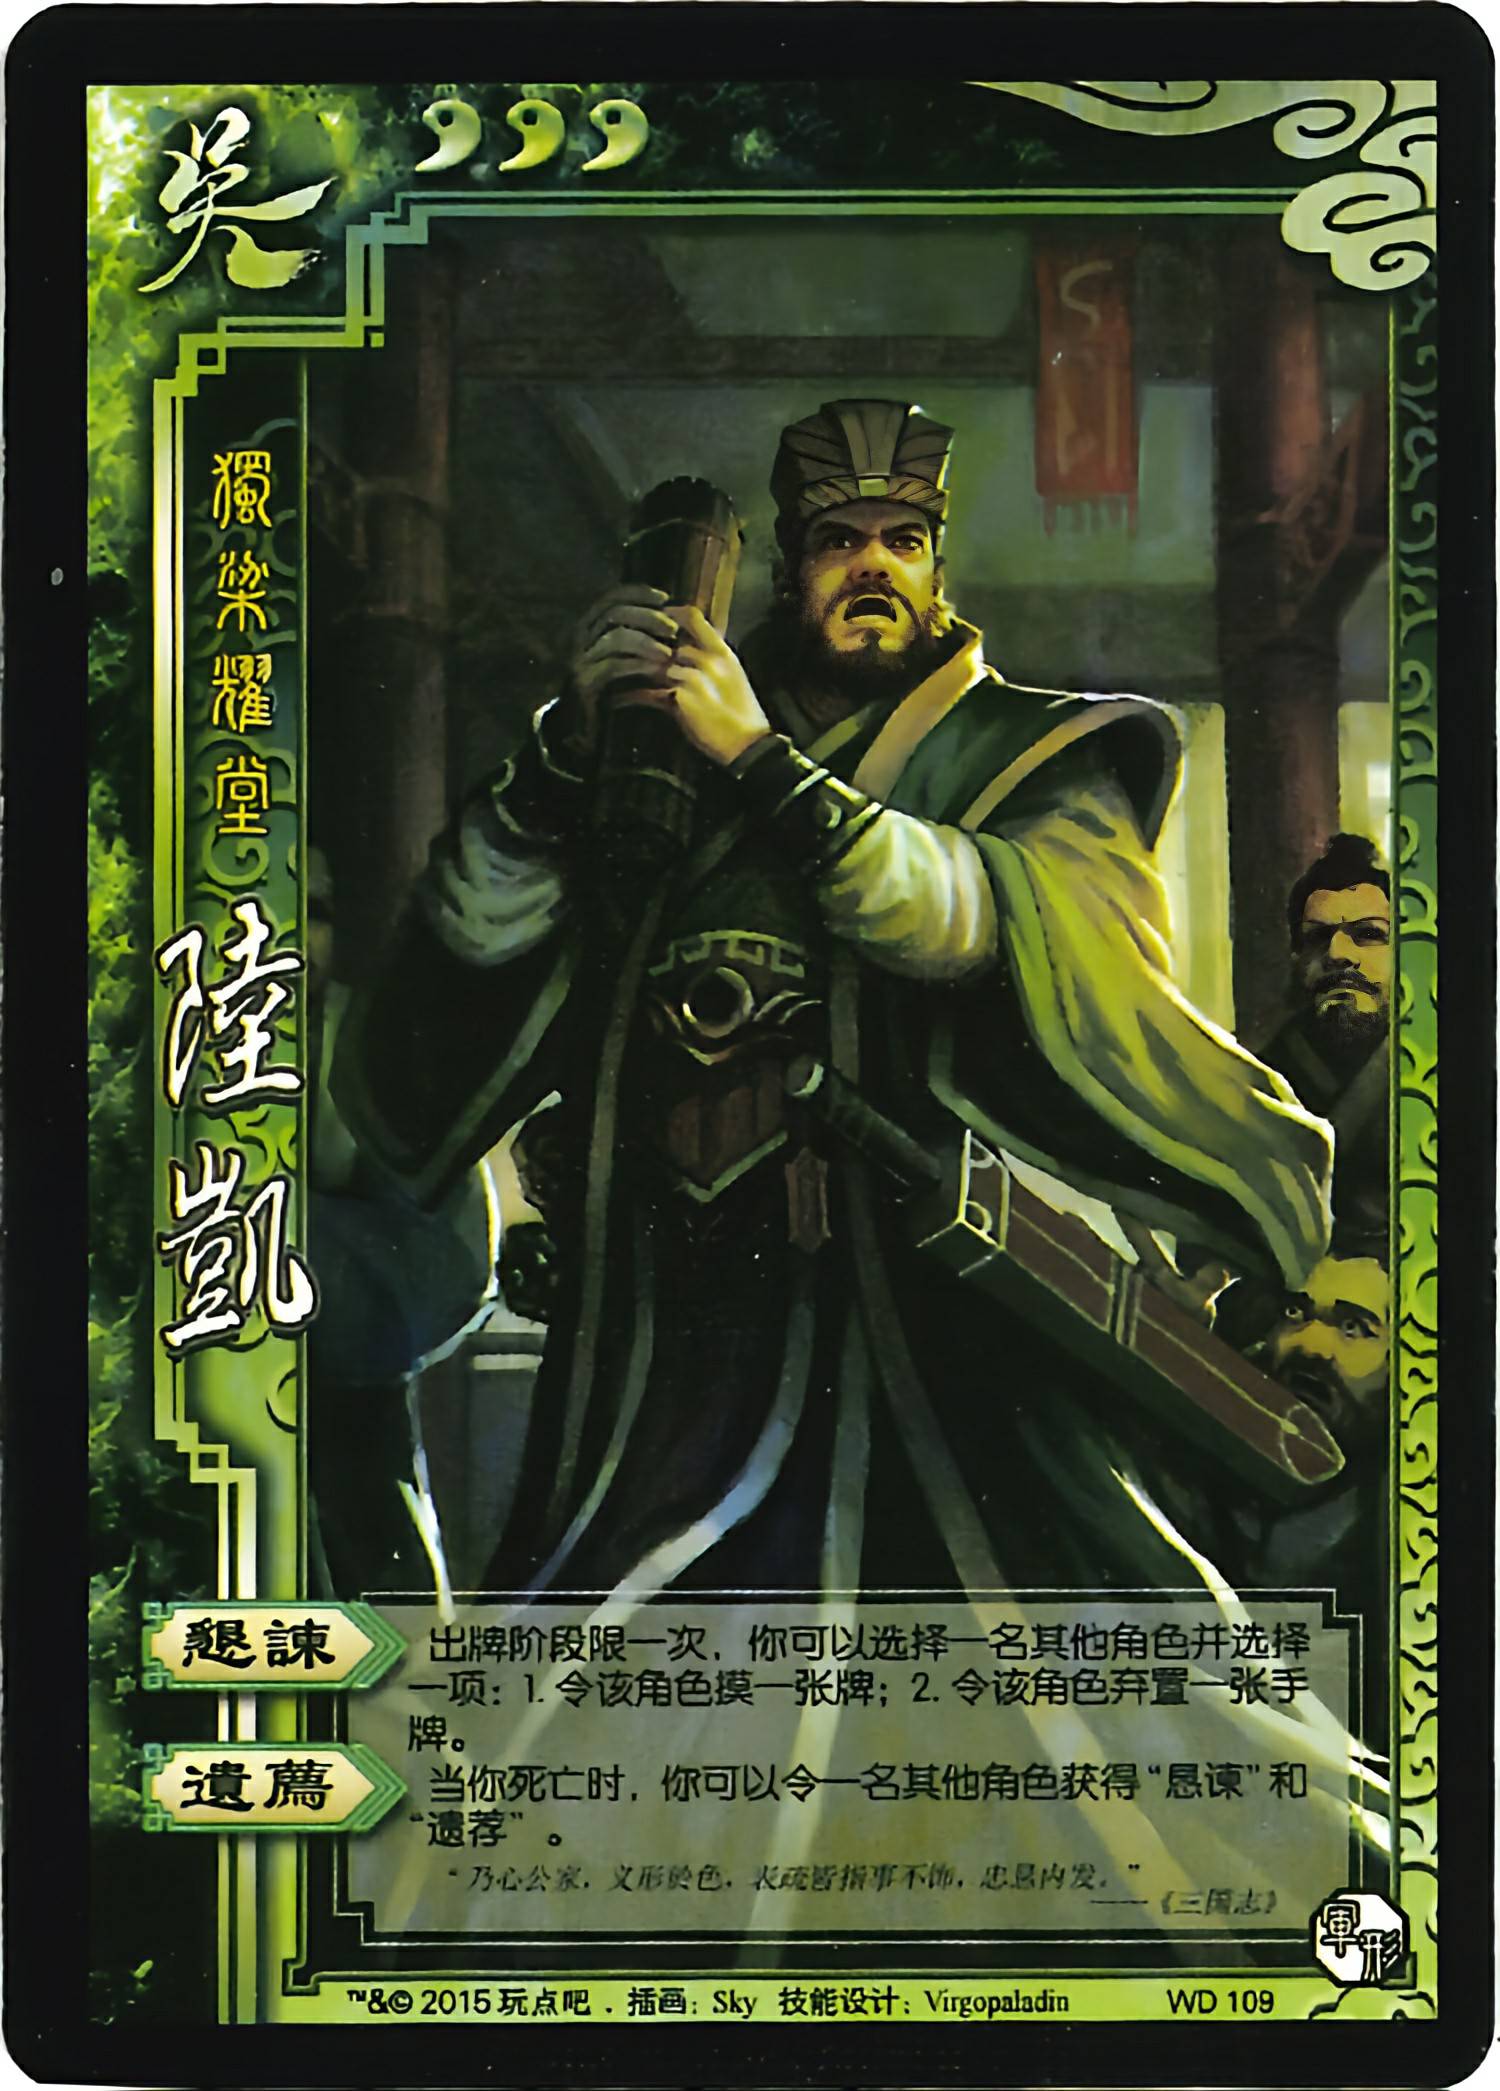 吴
獨梁耀堂
陸凱
懇諫
出牌阶段限一次，你可以选择一名其他角色并选择
一项：1. 令该角色摸一张牌；2. 令该角色弃置一张手
牌。
遺薦
当你死亡时，你可以令一名其他角色获得“恳谏”和
“遗荐”。
“乃心公家，义形於色，表疏皆指事不饰，忠恳内发。”
——《三国志》
軍形
™&© 2015 玩点吧 . 插画：Sky 技能设计：Virgopaladin WD 109